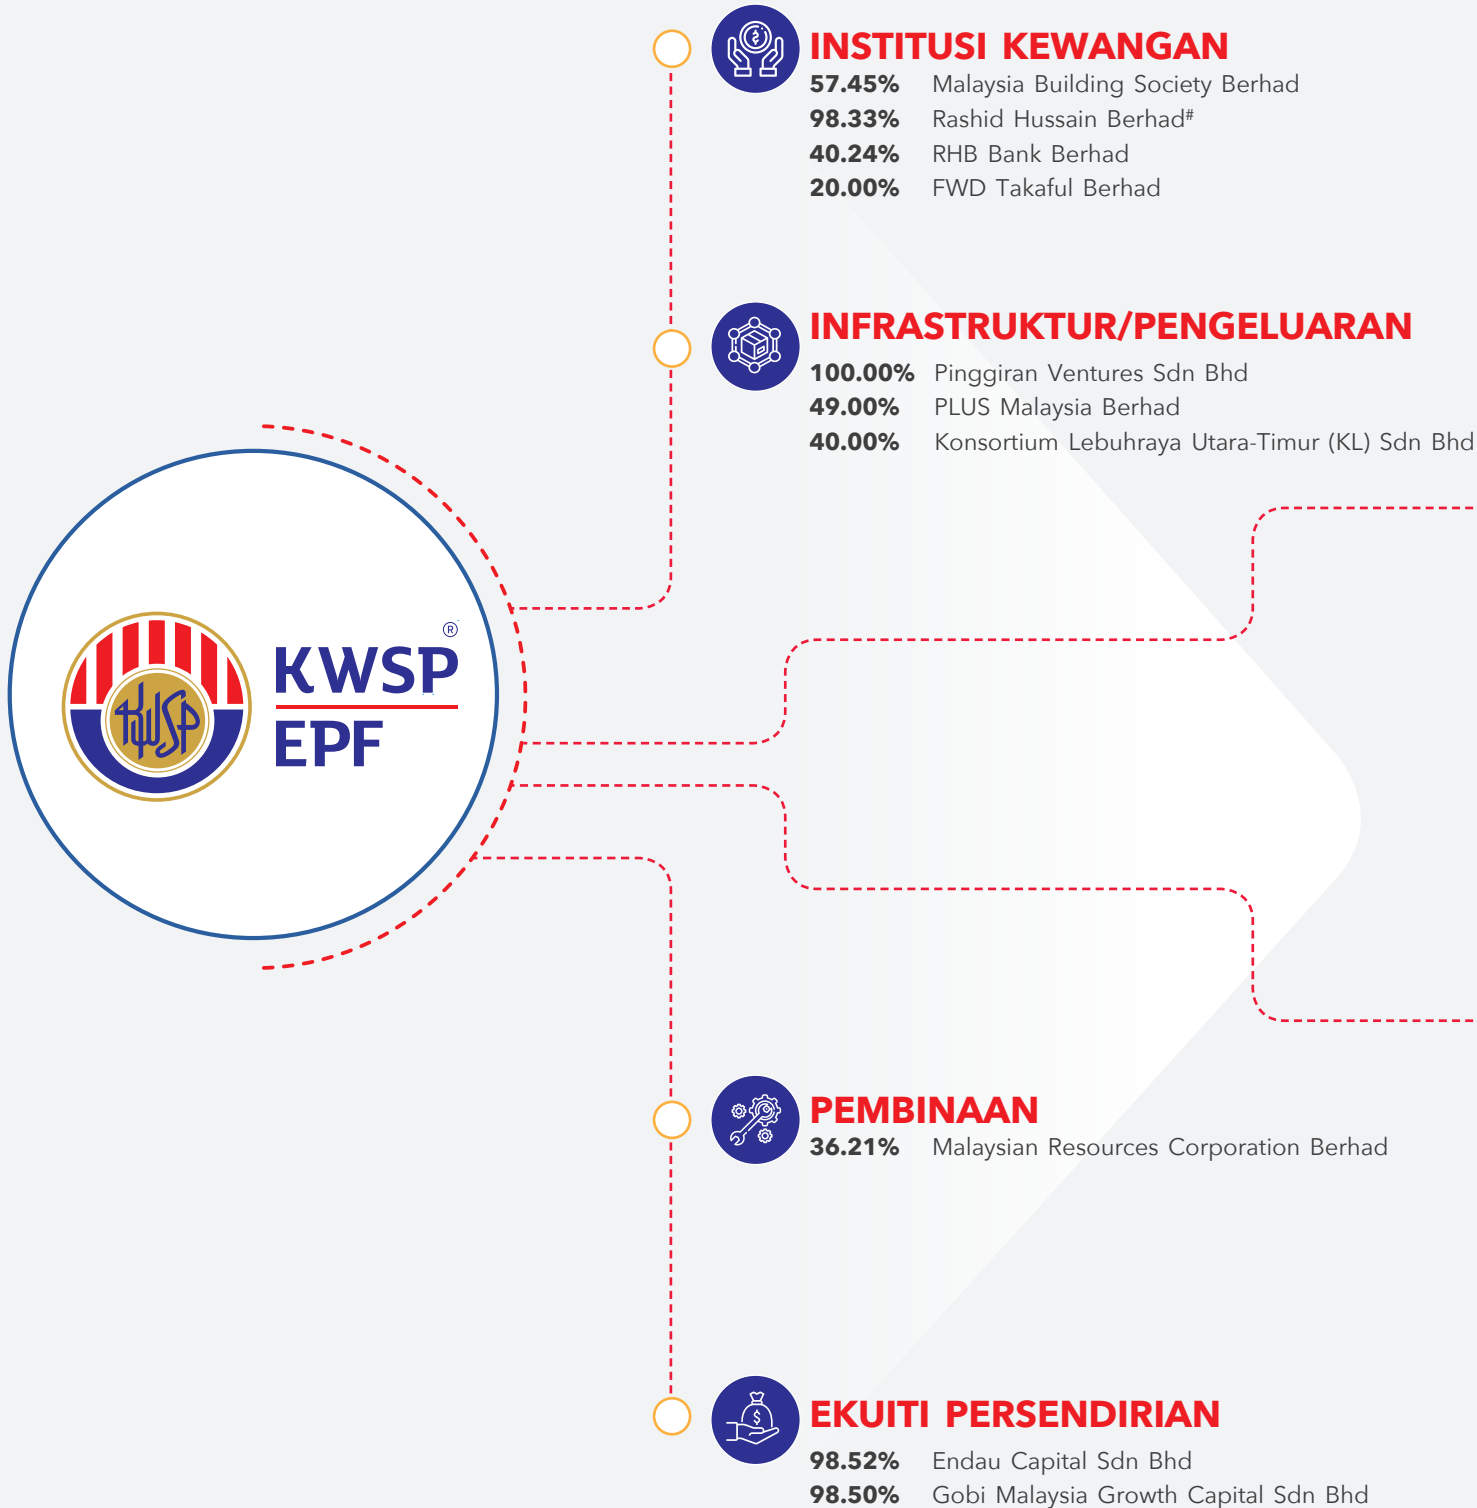 INSTITUSI KEWANGAN
57.45% Malaysia Building Society Berhad
98.33% Rashid Hussain Berhad#
40.24% RHB Bank Berhad
20.00% FWD Takaful Berhad
INFRASTRUKTUR/PENGELUARAN
100.00% Pinggiran Ventures Sdn Bhd
49.00% PLUS Malaysia Berhad
40.00% Konsortium Lebuhraya Utara-Timur (KL) Sdn Bhd
KWSP
KWSP®
EPF
PEMBINAAN
36.21% Malaysian Resources Corporation Berhad
EKUITI PERSENDIRIAN
98.52% Endau Capital Sdn Bhd
98.50% Gobi Malaysia Growth Capital Sdn Bhd